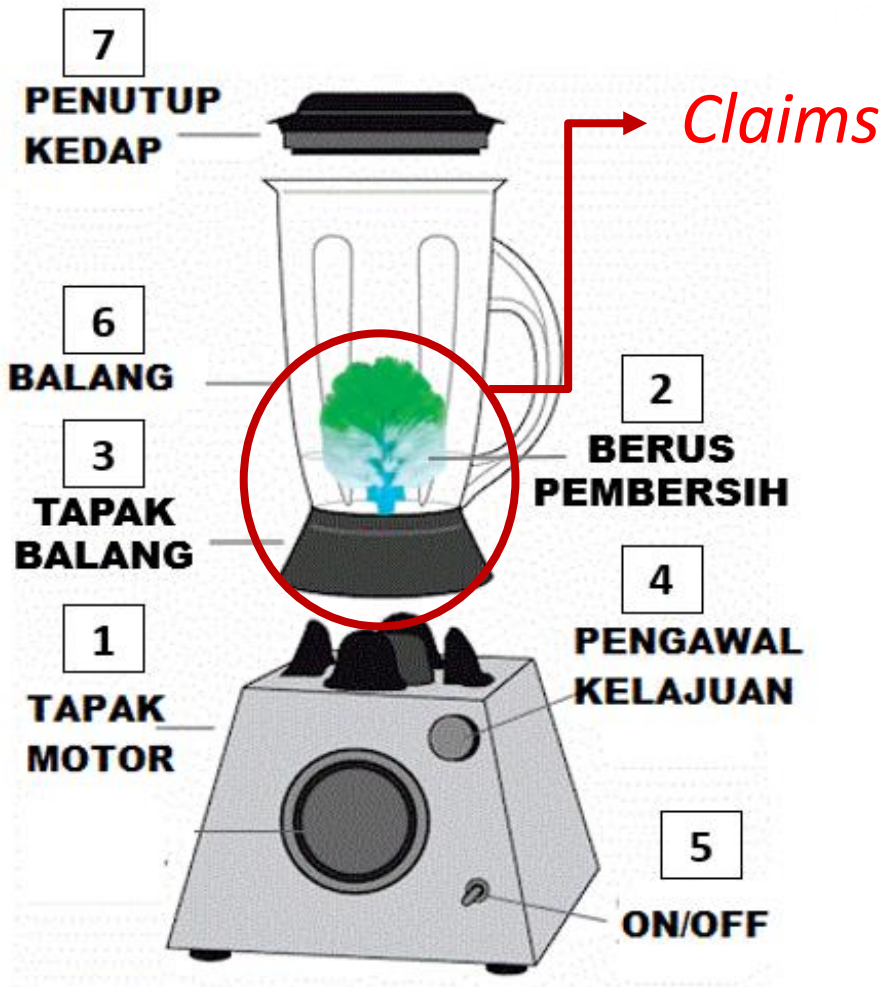 7
PENUTUP
KEDAP
Claims
6
BALANG
2
BERUS
PEMBERSIH
3
TAPAK
BALANG
4
PENGAWAL
KELAJUAN
1
TAPAK
MOTOR
5
ON/OFF